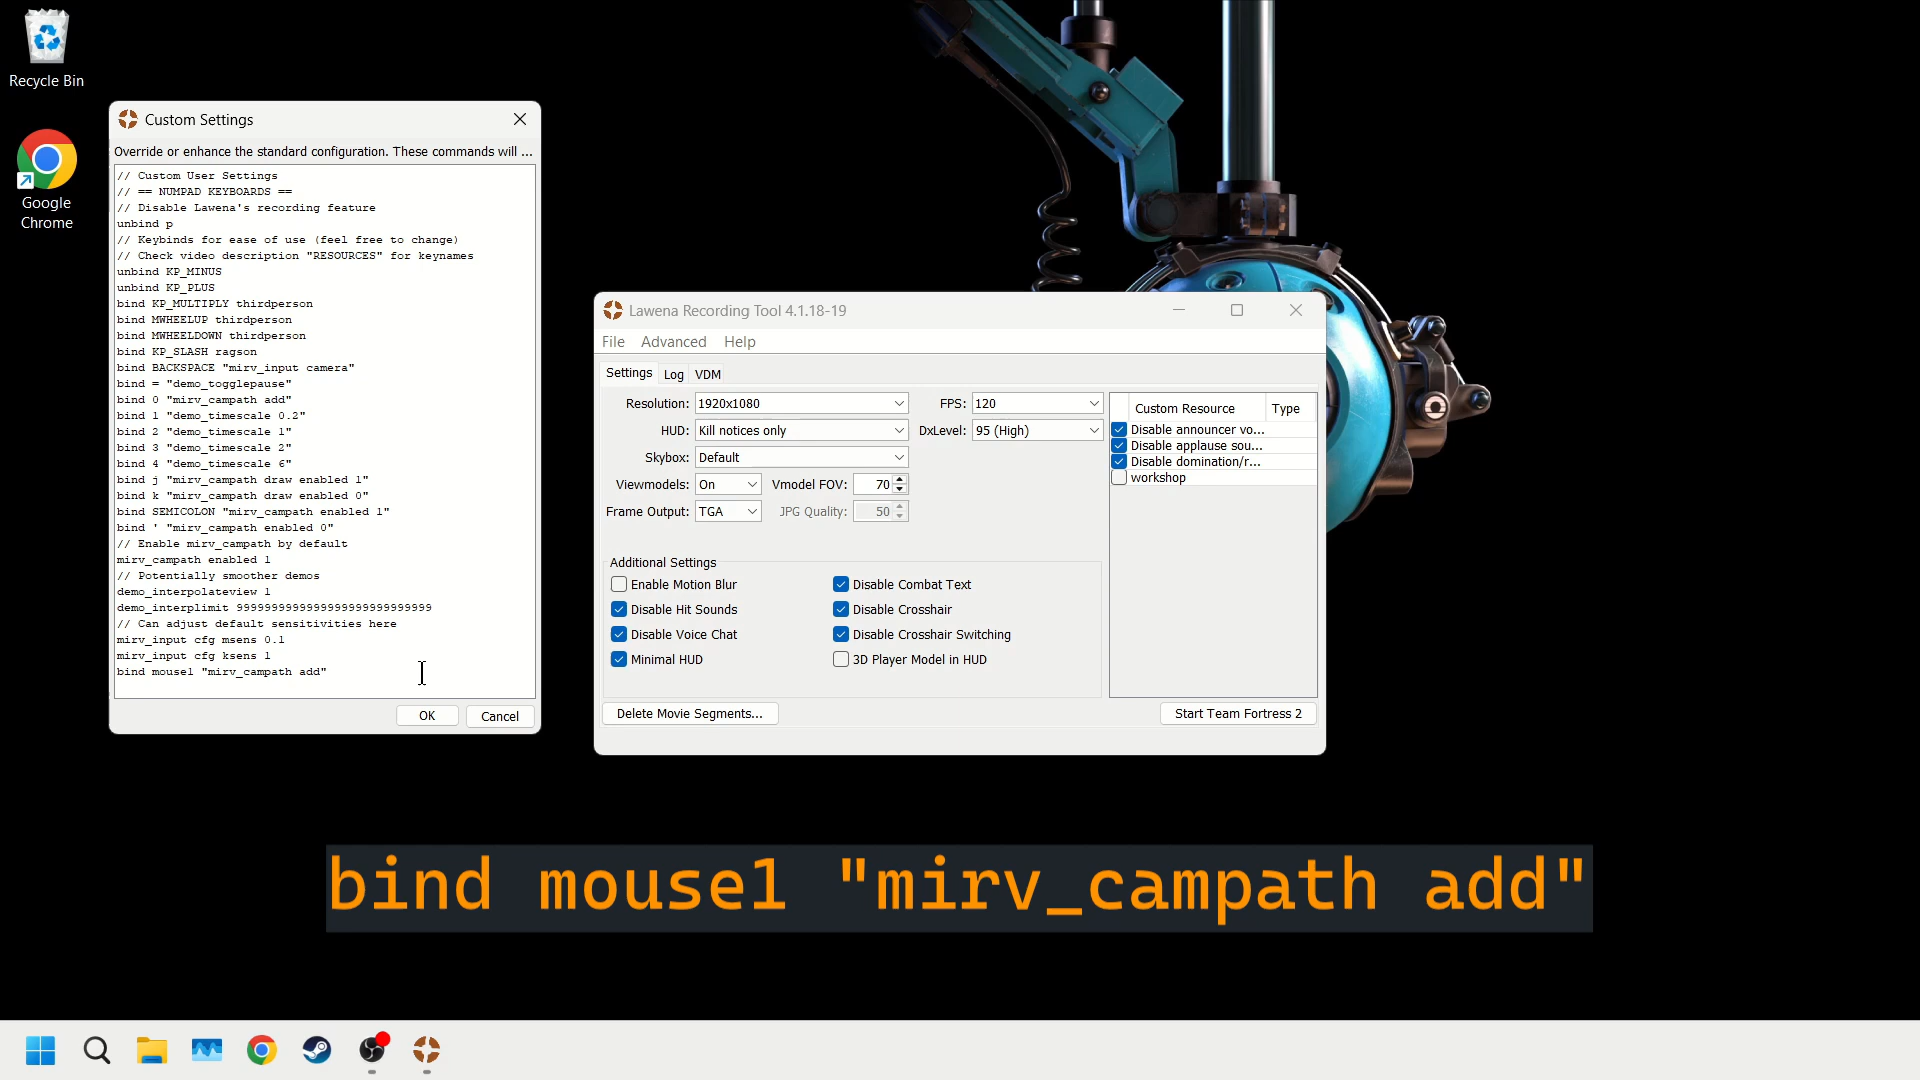 Recycle Bin
Google
Chrome
Custom Settings
Override or enhance the standard configuration. These commands will ...
// Custom User Settings
// == NUMPAD KEYBOARDS ==
// Disable Lawena's recording feature
unbind p
// Keybinds for ease of use (feel free to change)
// Check video description "RESOURCES" for keynames
unbind KP_MINUS
unbind KP_PLUS
bind KP_MULTIPLY thirdperson
bind MWHEELUP thirdperson
bind MWHEELDOWN thirdperson
bind KP_SLASH ragson
bind BACKSPACE "mirv_input camera"
bind = "demo_togglepause"
bind 0 "mirv_campath add"
bind 1 "demo_timescale 0.2"
bind 2 "demo_timescale 1"
bind 3 "demo_timescale 2"
bind 4 "demo_timescale 6"
bind j "mirv_campath draw enabled 1"
bind k "mirv_campath draw enabled 0"
bind SEMICOLON "mirv_campath enabled 1"
bind ' "mirv_campath enabled 0"
// Enable mirv_campath by default
mirv_campath enabled 1
// Potentially smoother demos
demo_interpolateview 1
demo_interplimit 9999999999999999999999999999
// Can adjust default sensitivities here
mirv_input cfg msens 0.1
mirv_input cfg ksens 1
bind mouse1 "mirv_campath add"
OK
Cancel
Lawena Recording Tool 4.1.18-19
File Advanced Help
Settings Log VDM
Resolution: 1920x1080 FPS: 120
HUD: Kill notices only DxLevel: 95 (High)
Skybox: Default
Viewmodels: On Vmodel FOV: 70
Frame Output: TGA JPG Quality: 50
Custom Resource Type
Disable announcer vo...
Disable applause sou...
Disable domination/r...
workshop
Additional Settings
Enable Motion Blur Disable Combat Text
Disable Hit Sounds Disable Crosshair
Disable Voice Chat Disable Crosshair Switching
Minimal HUD 3D Player Model in HUD
Delete Movie Segments... Start Team Fortress 2
bind mouse1 "mirv_campath add"